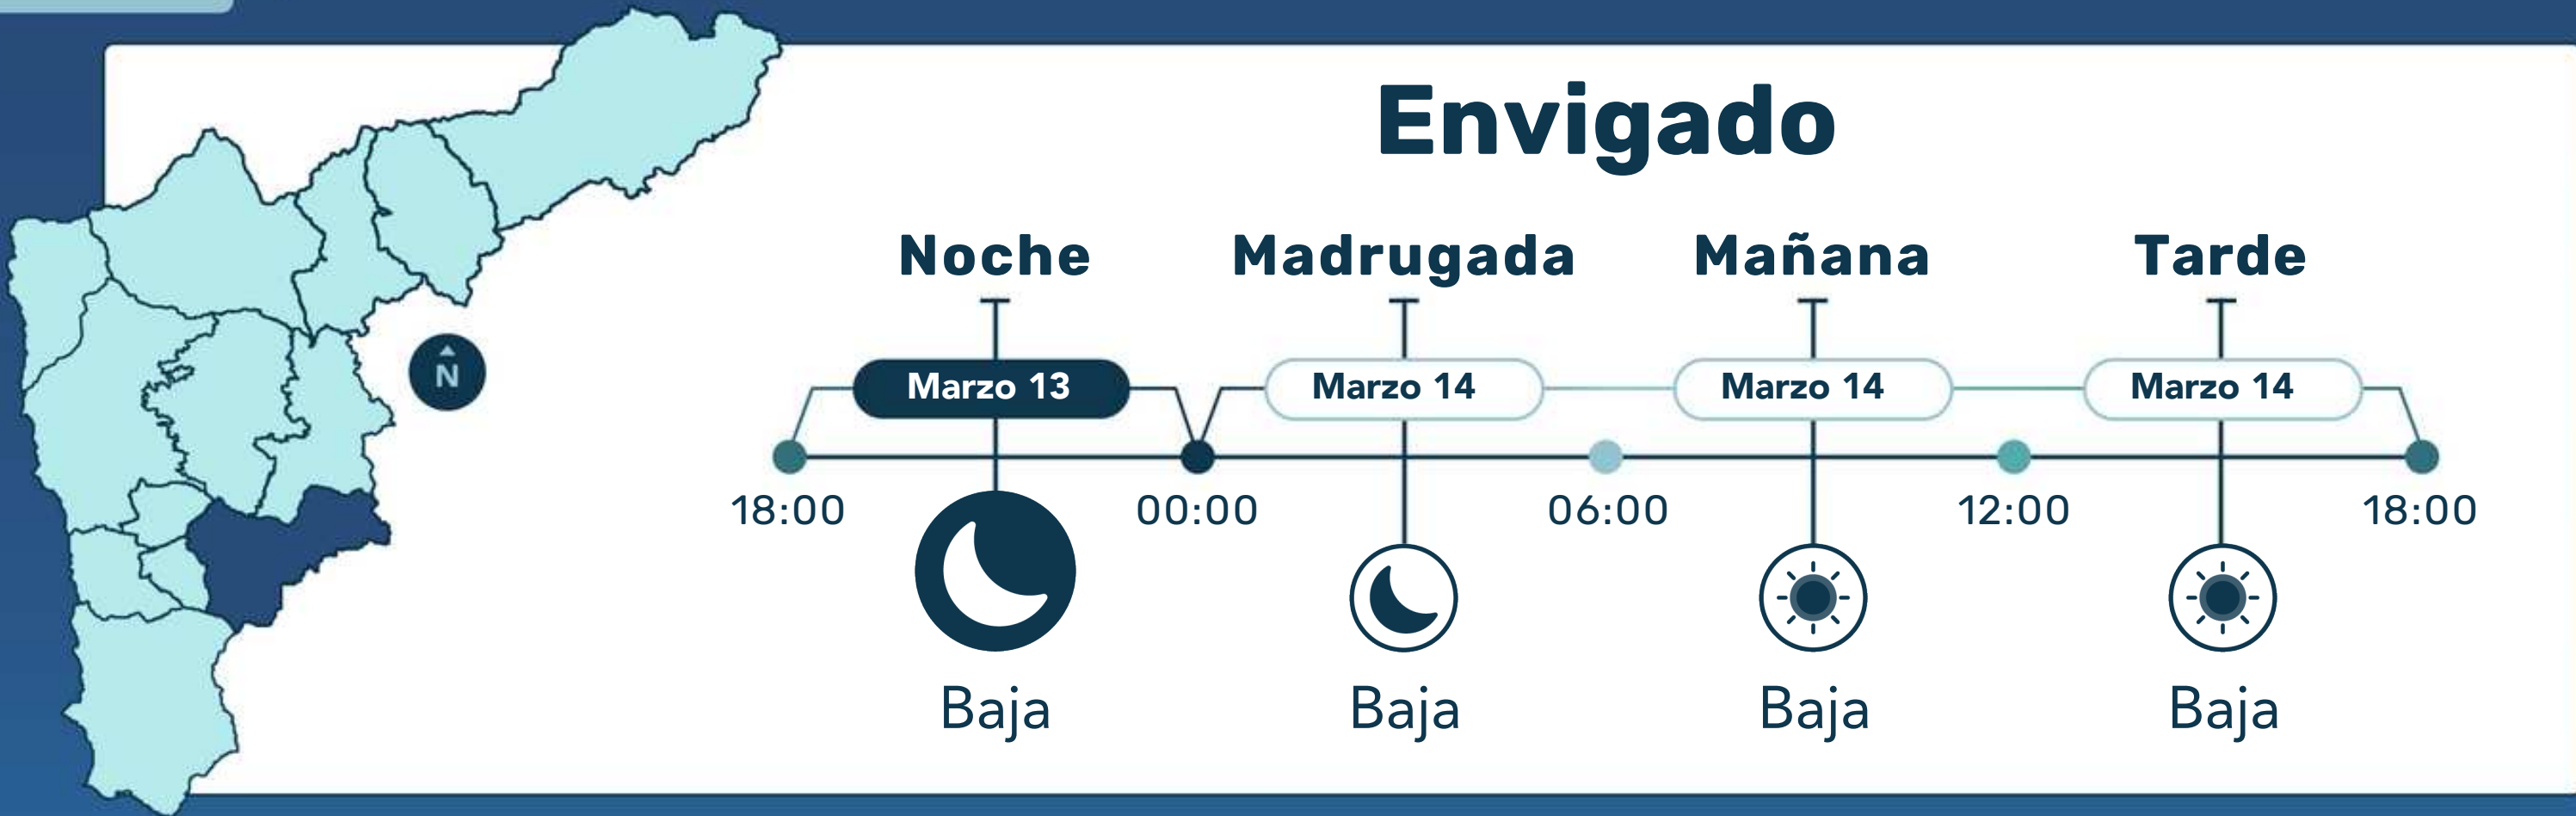 Envigado
Noche
Madrugada
Mañana
Tarde
N
Marzo 13
Marzo 14
Marzo 14
Marzo 14
18:00
00:00
06:00
12:00
18:00
Baja
Baja
Baja
Baja